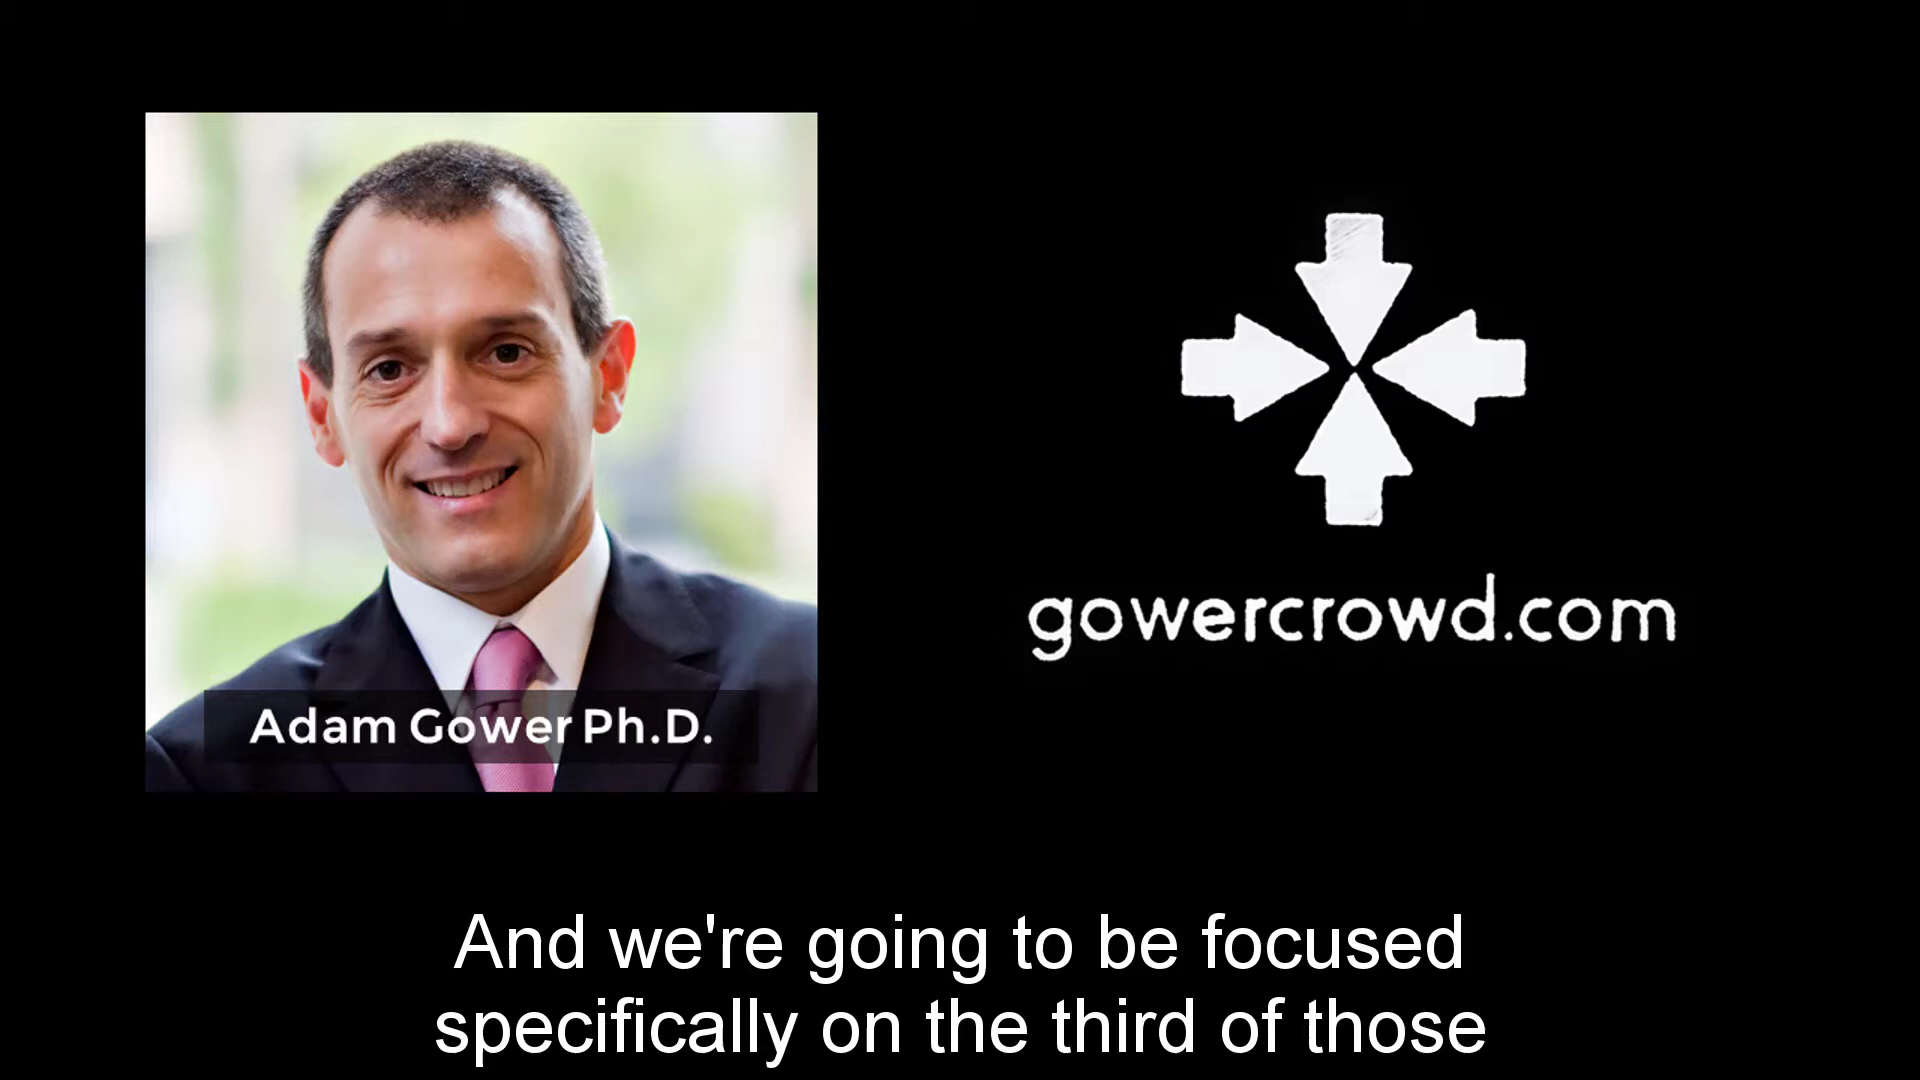 Adam Gower Ph.D.
gowercrowd.com
And we're going to be focused
specifically on the third of those